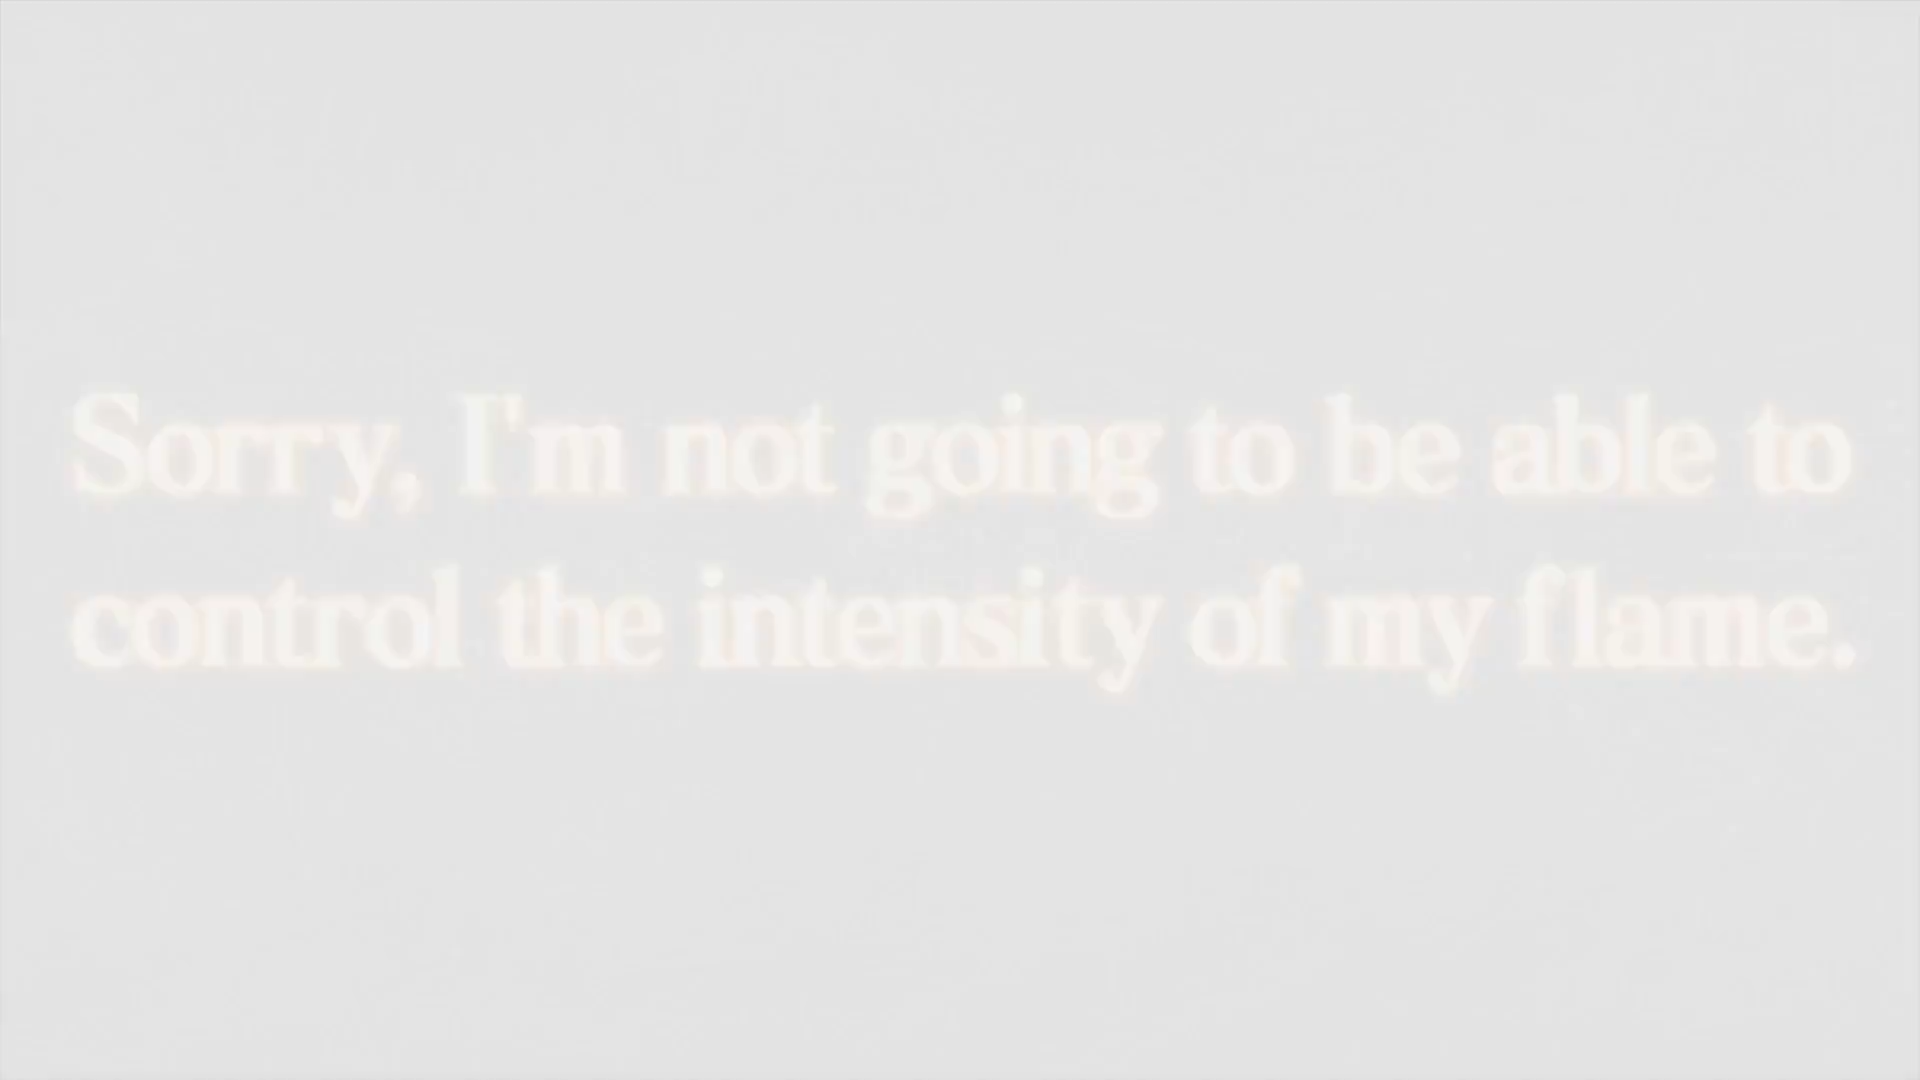 Sorry, I'm not going to be able to
control the intensity of my flame.